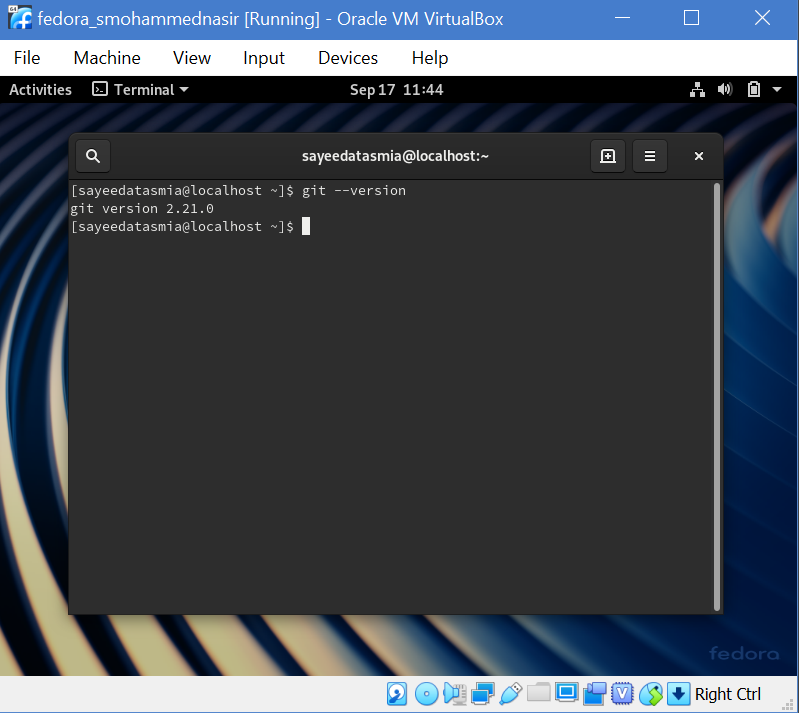 fedora_smohammednasir [Running] - Oracle VM VirtualBox
File Machine View Input Devices Help
Activities Terminal Sep 17 11:44
sayeedatasmia@localhost:~
[sayeedatasmia@localhost ~]$ git --version
git version 2.21.0
[sayeedatasmia@localhost ~]$
fedora
Right Ctrl